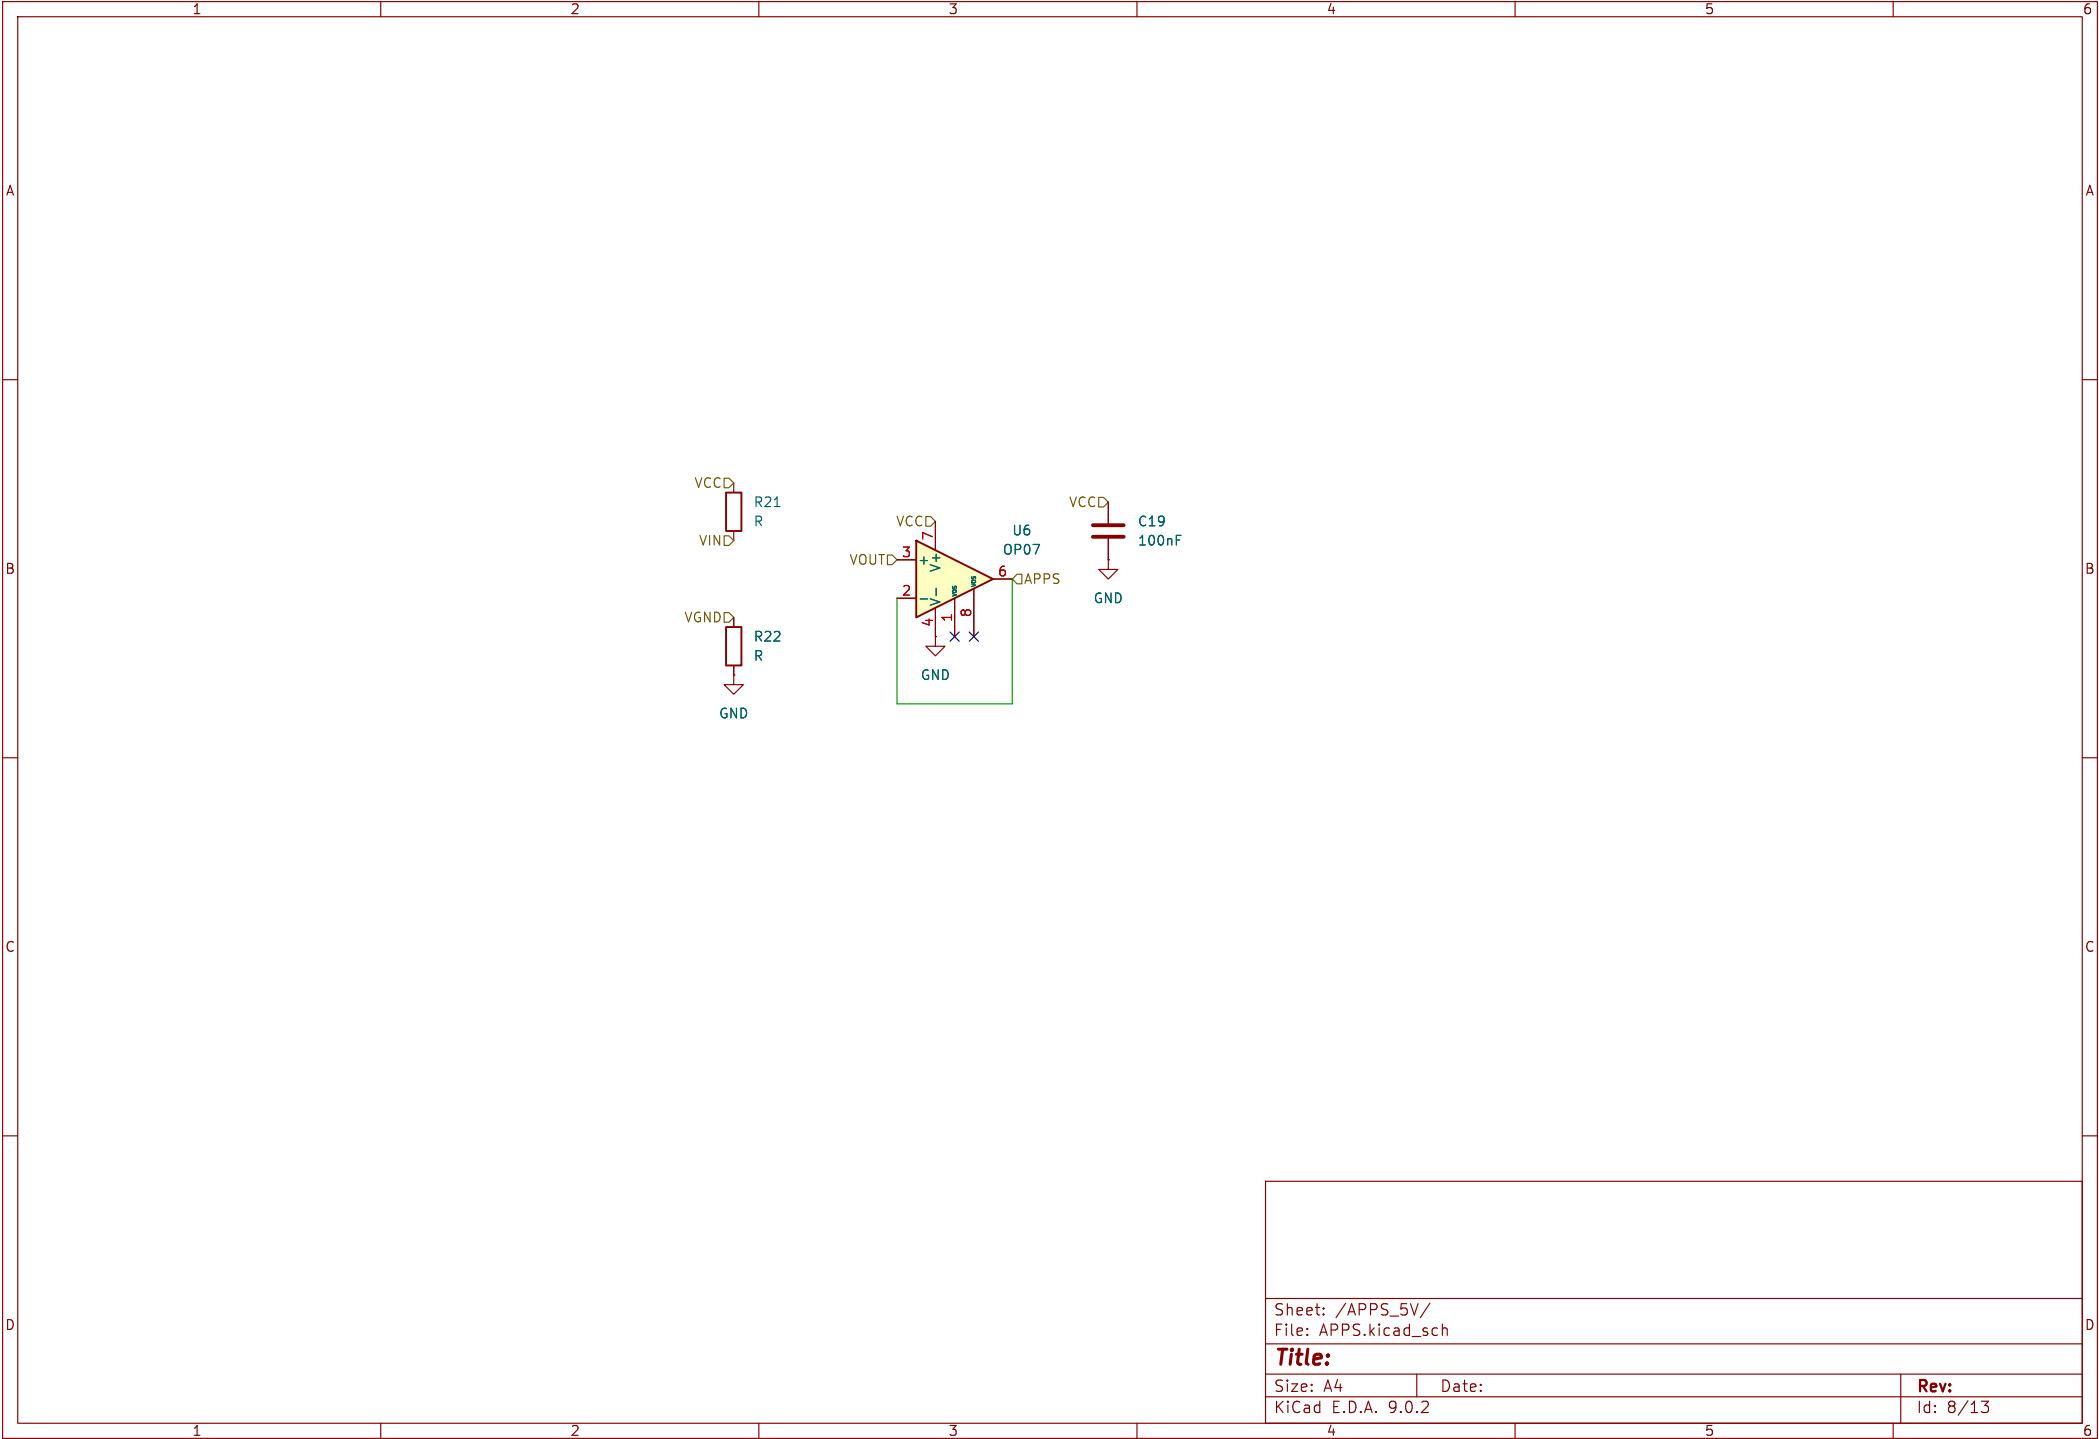 1 2 3 4 5 6
A A
VCC
R21
R
VIN
VCC
7
U6
OP07
VCC
C19
100nF
GND
VOUT
3
+
V+
VOS
VOS
6
APPS
2
-
V-
4
1
8
GND
VGND
R22
R
GND
B B
C C
D D
Sheet: /APPS_5V/
File: APPS.kicad_sch
Title:
Size: A4 Date: Rev:
KiCad E.D.A. 9.0.2 Id: 8/13
1 2 3 4 5 6